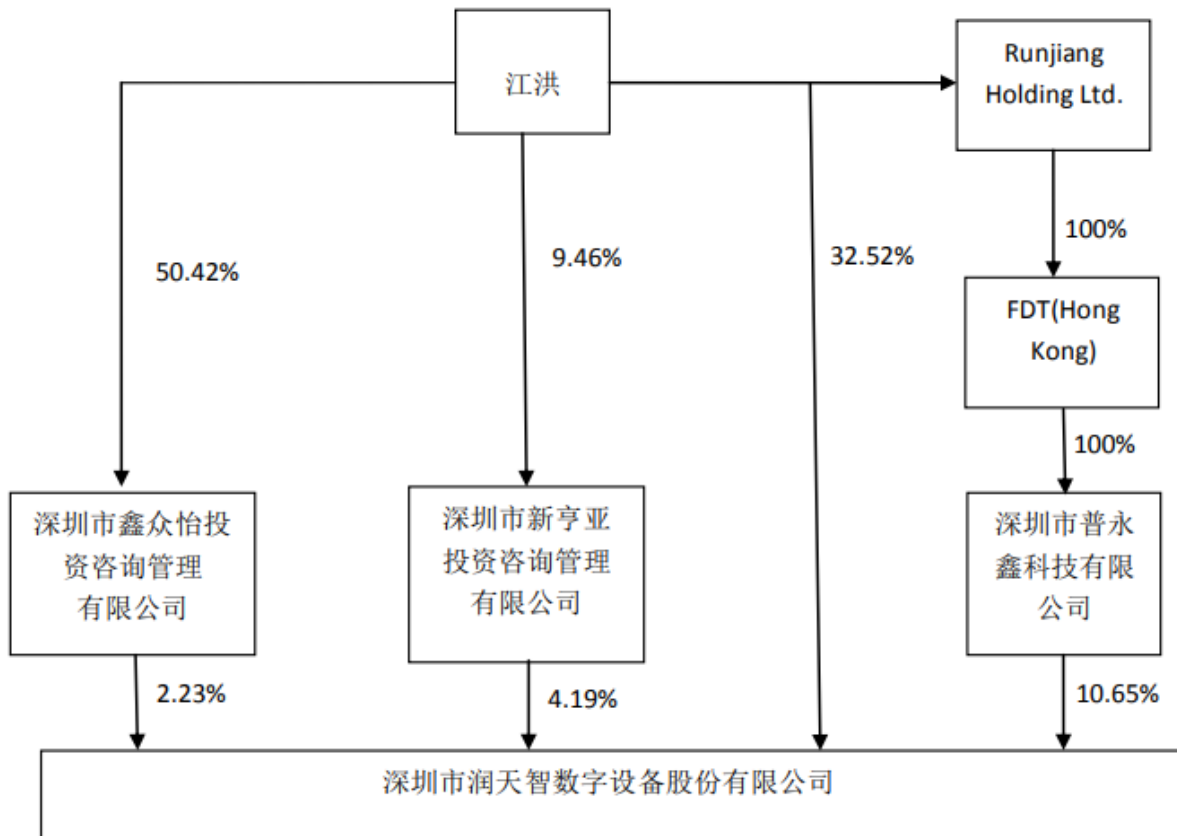 江洪
Runjiang
Holding Ltd.
50.42%
9.46%
32.52%
100%
FDT(Hong
Kong)
100%
深圳市鑫众怡投
资咨询管理
有限公司
深圳市新亨亚
投资咨询管理
有限公司
深圳市普永
鑫科技有限
公司
2.23%
4.19%
10.65%
深圳市润天智数字设备股份有限公司